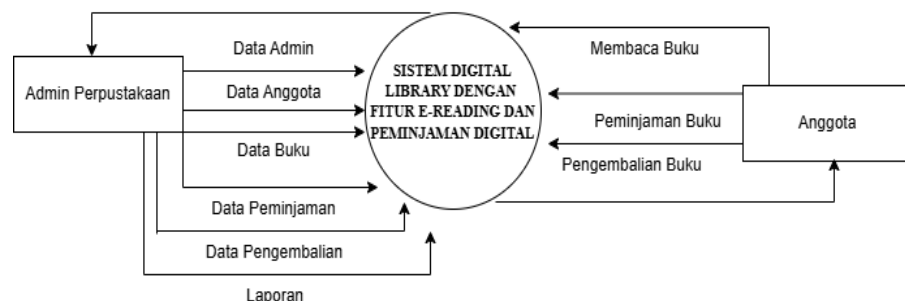 Data Admin
Membaca Buku
Admin Perpustakaan
SISTEM DIGITAL
LIBRARY DENGAN
FITUR E-READING DAN
PEMINJAMAN DIGITAL
Data Anggota
Peminjaman Buku
Anggota
Data Buku
Pengembalian Buku
Data Peminjaman
Data Pengembalian
Laporan